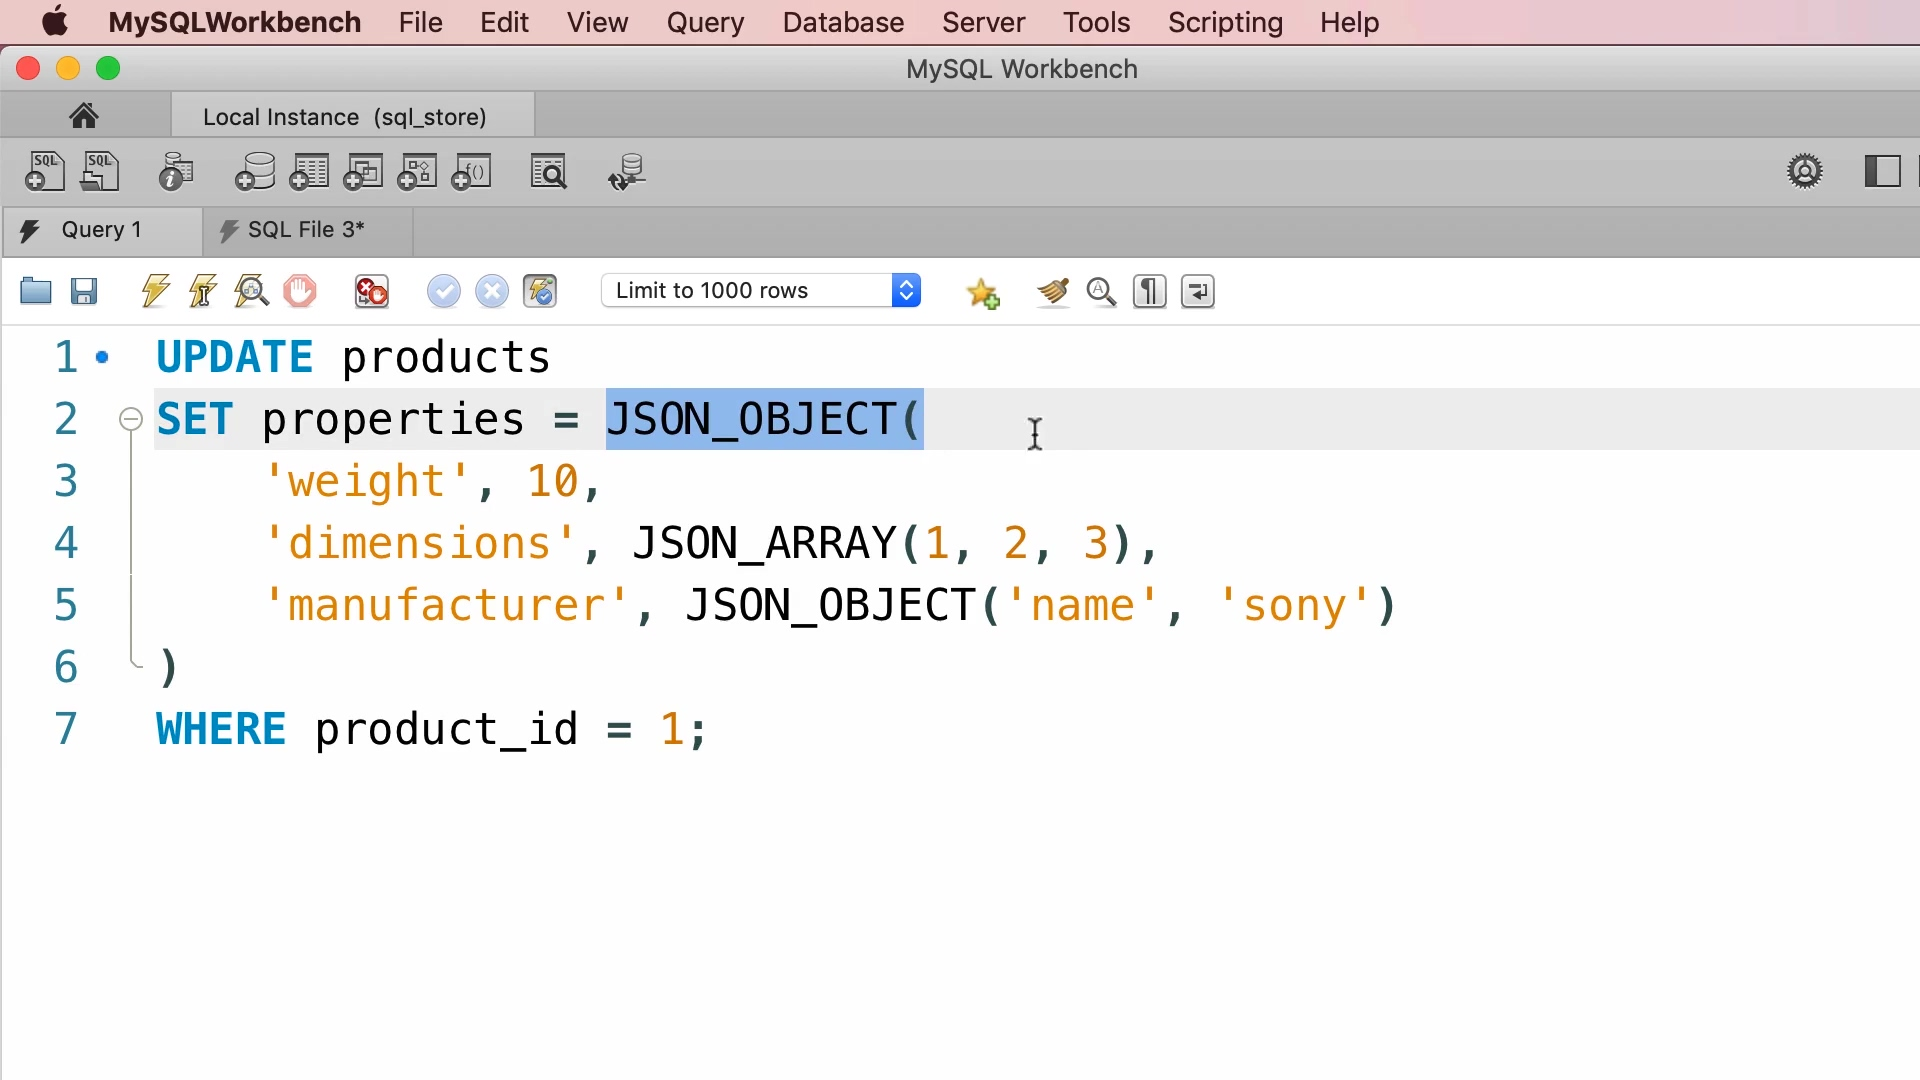 MySQLWorkbench File Edit View Query Database Server Tools Scripting Help
MySQL Workbench
Local Instance (sql_store)
SQL SQL f()
Query 1 SQL File 3*
Limit to 1000 rows
1 UPDATE products
2 SET properties = JSON_OBJECT(
3 'weight', 10,
4 'dimensions', JSON_ARRAY(1, 2, 3),
5 'manufacturer', JSON_OBJECT('name', 'sony')
6 )
7 WHERE product_id = 1;